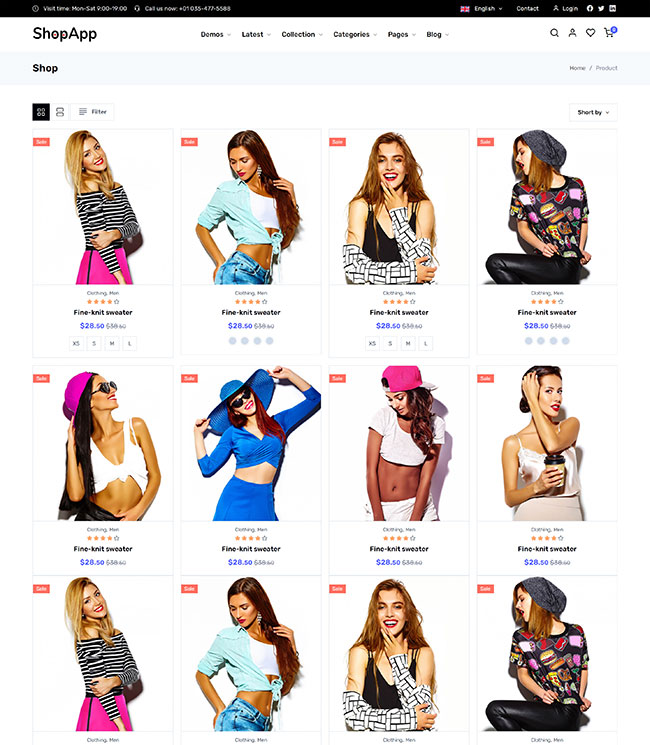 Visit time: Mon-Sat 9:00-19:00 Call us now: +01 035-477-5585 English Contact Login
ShopApp Demos Latest Collection Categories Pages Blog 0
Shop Home / Product
Filter Short by
Sale Sale Sale Sale
Clothing, Men Clothing, Men Clothing, Men Clothing, Men
Fine-knit sweater Fine-knit sweater Fine-knit sweater Fine-knit sweater
$28.50 $38.50 $28.50 $38.50 $28.50 $38.50 $28.50 $38.50
XS S M L XS S M L
Sale Sale Sale Sale
Clothing, Men Clothing, Men Clothing, Men Clothing, Men
Fine-knit sweater Fine-knit sweater Fine-knit sweater Fine-knit sweater
$28.50 $38.50 $28.50 $38.50 $28.50 $38.50 $28.50 $38.50
Sale Sale Sale Sale
Clothing, Men Clothing, Men Clothing, Men Clothing, Men